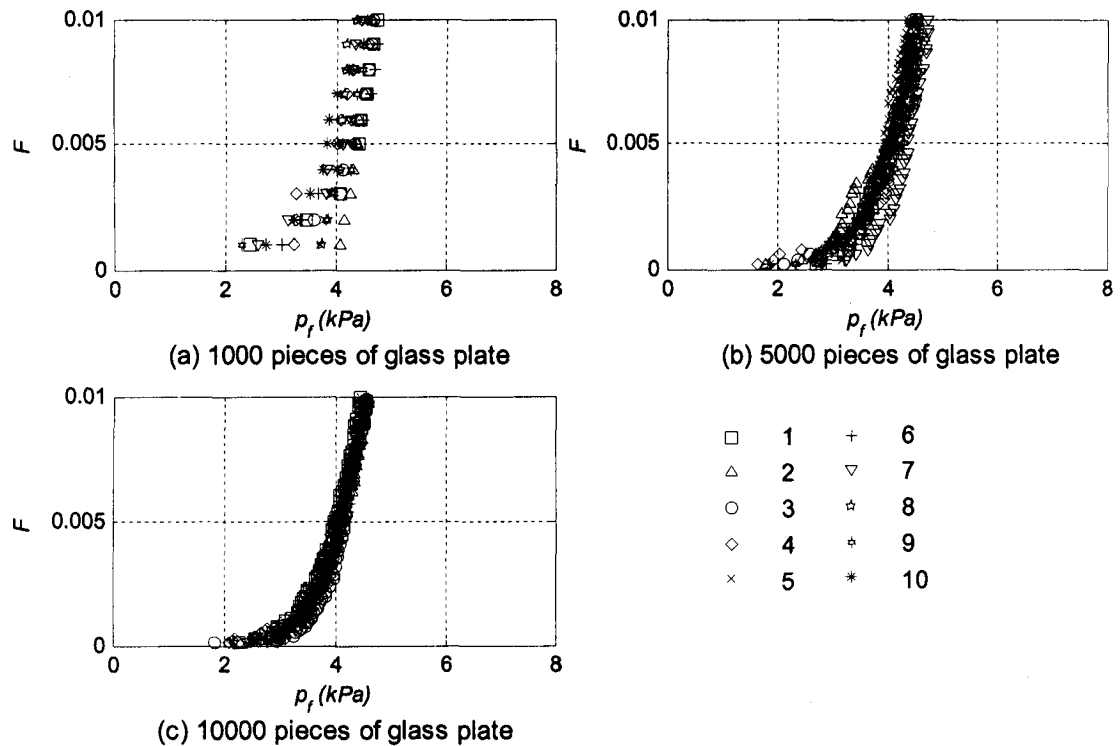 0.01
0.005
0
F
0 2 4 6 8
p_f (kPa)
(a) 1000 pieces of glass plate
0.01
0.005
0
F
0 2 4 6 8
p_f (kPa)
(b) 5000 pieces of glass plate
0.01
0.005
0
F
0 2 4 6 8
p_f (kPa)
(c) 10000 pieces of glass plate
1 6
2 7
3 8
4 9
5 10